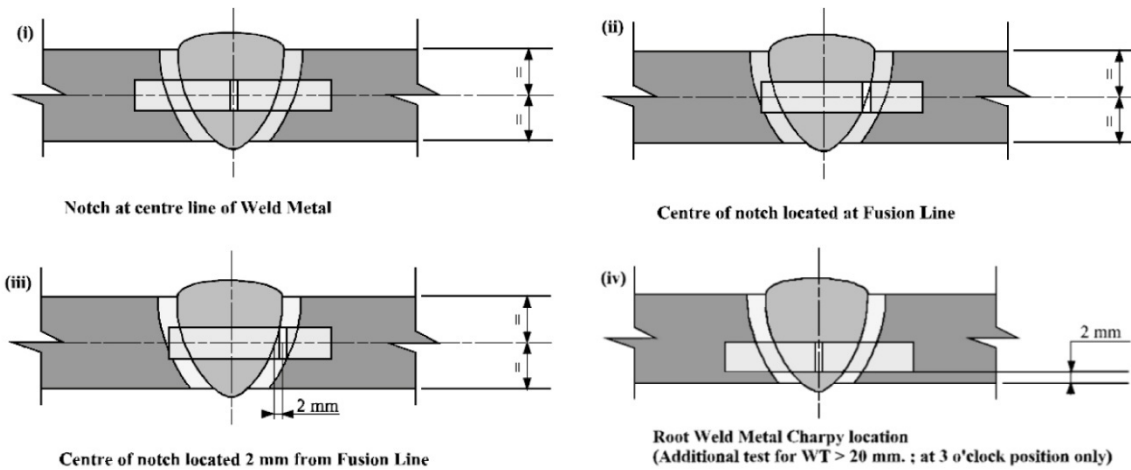 (i)
=
=
Notch at centre line of Weld Metal
(ii)
=
=
Centre of notch located at Fusion Line
(iii)
=
=
2 mm
Centre of notch located 2 mm from Fusion Line
(iv)
2 mm
Root Weld Metal Charpy location
(Additional test for WT > 20 mm. ; at 3 o'clock position only)